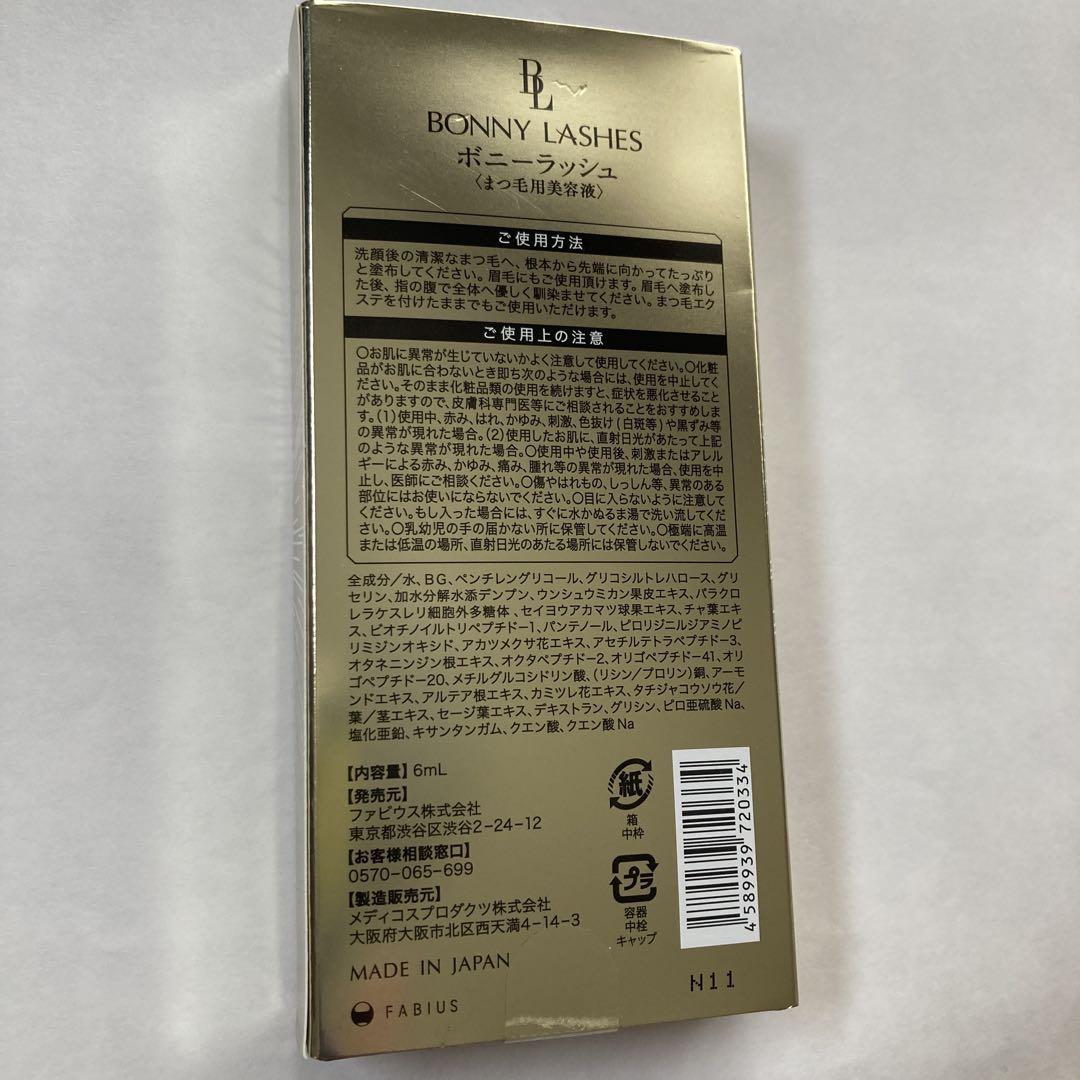 BL
BONNY LASHES
ボニーラッシュ
〈まつ毛用美容液〉
ご使用方法
洗顔後の清潔なまつ毛へ、根本から先端に向かってたっぷり
と塗布してください。眉毛にもご使用頂けます。眉毛へ塗布し
た後、指の腹で全体へ優しく馴染ませてください。まつ毛エク
ステを付けたままでもご使用いただけます。
ご使用上の注意
〇お肌に異常が生じていないかよく注意して使用してください。〇化粧
品がお肌に合わないとき即ち次のような場合には、使用を中止してく
ださい。そのまま化粧品類の使用を続けますと、症状を悪化させること
がありますので、皮膚科専門医等にご相談されることをおすすめしま
す。(1)使用中、赤み、はれ、かゆみ、刺激、色抜け(白斑等)や黒ずみ等
の異常が現れた場合。(2)使用したお肌に、直射日光があたって上記
のような異常が現れた場合。〇使用中や使用後、刺激またはアレル
ギーによる赤み、かゆみ、痛み、腫れ等の異常が現れた場合、使用を中
止し、医師にご相談ください。〇傷やはれもの、しっしん等、異常のある
部位にはお使いにならないでください。〇目に入らないように注意して
ください。もし入った場合には、すぐに水かぬるま湯で洗い流してくだ
さい。〇乳幼児の手の届かない所に保管してください。〇極端に高温
または低温の場所、直射日光のあたる場所には保管しないでください。
全成分/水、BG、ペンチレングリコール、グリコシルトレハロース、グリ
セリン、加水分解水添デンプン、ウンシュウミカン果皮エキス、パラクロ
レラケスレリ細胞外多糖体、セイヨウアカマツ球果エキス、チャ葉エキ
ス、ビオチノイルトリペプチド-1、パンテノール、ピロリジニルジアミノピ
リミジンオキシド、アカツメクサ花エキス、アセチルテトラペプチド-3、
オタネニンジン根エキス、オクタペプチド-2、オリゴペプチド-41、オリ
ゴペプチド-20、メチルグルコシドリン酸、(リシン/プロリン)銅、アーモ
ンドエキス、アルテア根エキス、カミツレ花エキス、タチジャコウソウ花/
葉/茎エキス、セージ葉エキス、デキストラン、グリシン、ピロ亜硫酸Na、
塩化亜鉛、キサンタンガム、クエン酸、クエン酸Na
【内容量】6mL
【発売元】
ファビウス株式会社
東京都渋谷区渋谷2-24-12
【お客様相談窓口】
0570-065-699
【製造販売元】
メディコスプロダクツ株式会社
大阪府大阪市北区西天満4-14-3
MADE IN JAPAN
FABIUS
紙
箱
中枠
プラ
容器
中栓
キャップ
4 589939 720334
N11